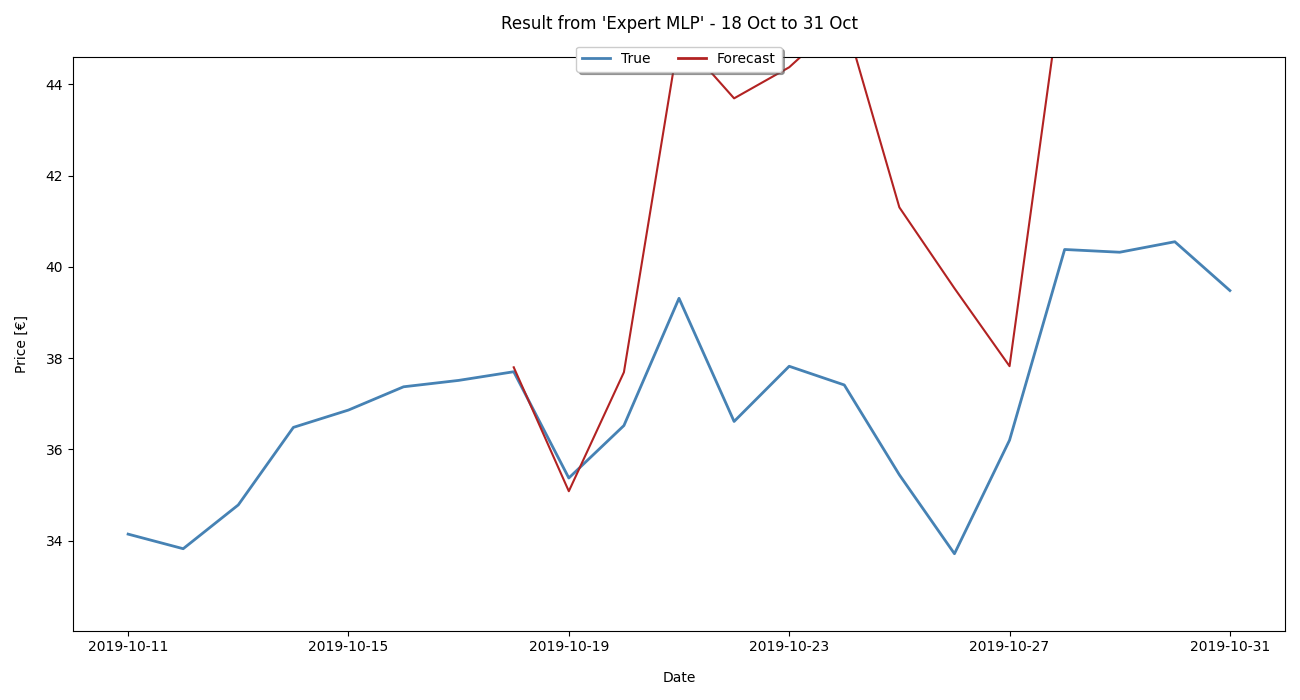 Result from 'Expert MLP' - 18 Oct to 31 Oct
True Forecast
44
42
40
38
36
34
Price [€]
2019-10-11 2019-10-15 2019-10-19 2019-10-23 2019-10-27 2019-10-31
Date